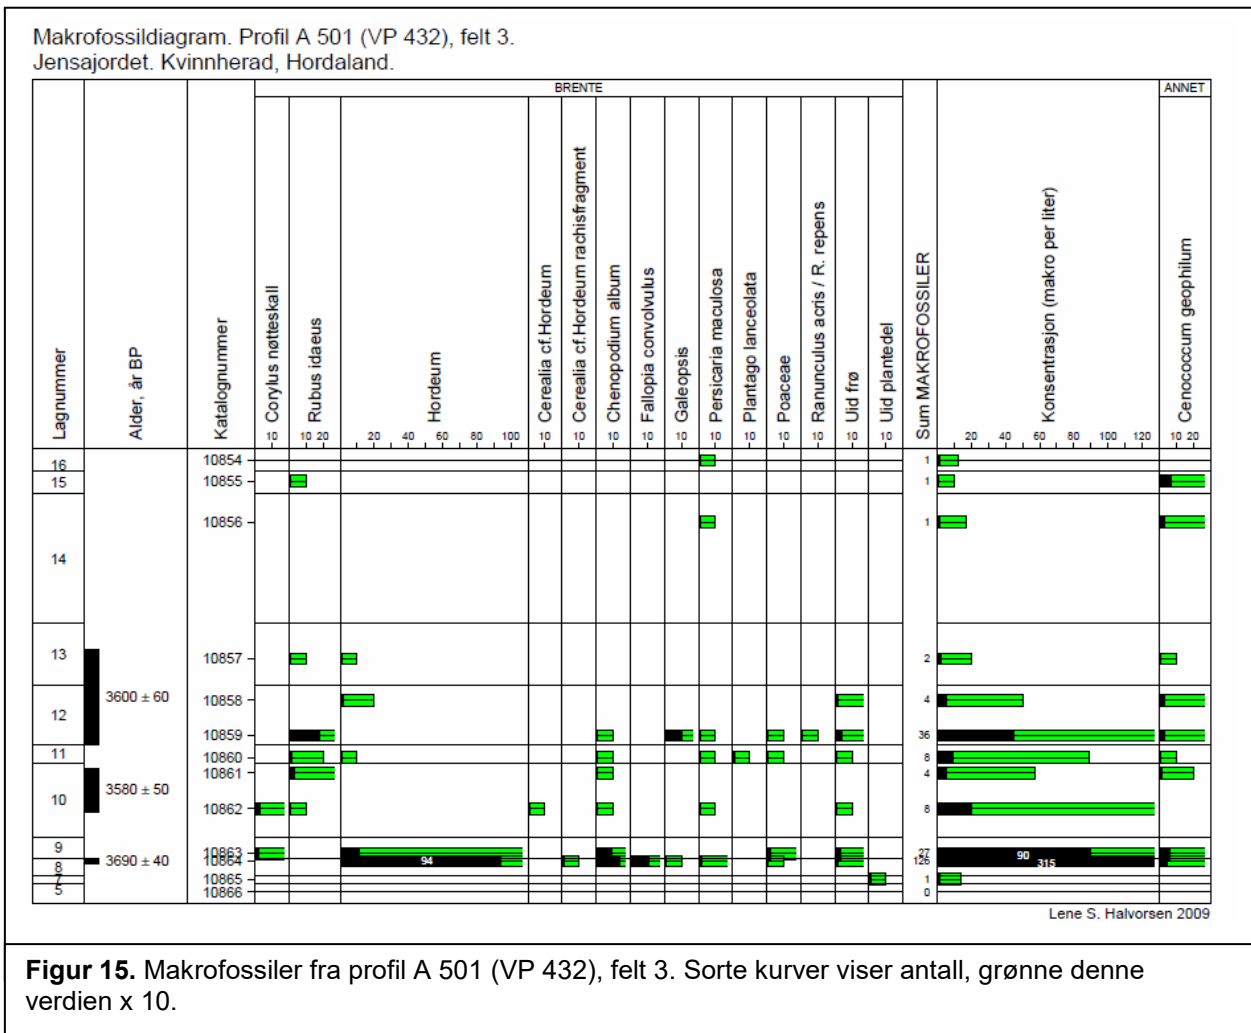 Makrofossildiagram. Profil A 501 (VP 432), felt 3.
Jensajordet. Kvinnherad, Hordaland.
BRENTE
ANNET
Lagnummer
Alder, år BP
Katalognummer
Corylus nøtteskall
Rubus idaeus
Hordeum
Cerealia cf.Hordeum
Cerealia cf.Hordeum rachisfragment
Chenopodium album
Fallopia convolvulus
Galeopsis
Persicaria maculosa
Plantago lanceolata
Poaceae
Ranunculus acris / R. repens
Uid frø
Uid plantedel
Sum MAKROFOSSILER
Konsentrasjon (makro per liter)
Cenococcum geophilum
10 10 20 20 40 60 80 100 10 10 10 10 10 10 10 10 10 10 10 20 40 60 80 100 120 10 20
16 10854 1
15 10855 1
10856 1
14
13 10857 2
3600 ± 60 10858 4
12
10859 36
11 10860 8
10861 4
3580 ± 50
10 10862 8
9 10863 27 90
3690 ± 40 10864 94 126 315
8
7 10865 1
5 10866 0
Lene S. Halvorsen 2009
Figur 15. Makrofossiler fra profil A 501 (VP 432), felt 3. Sorte kurver viser antall, grønne denne
verdien x 10.